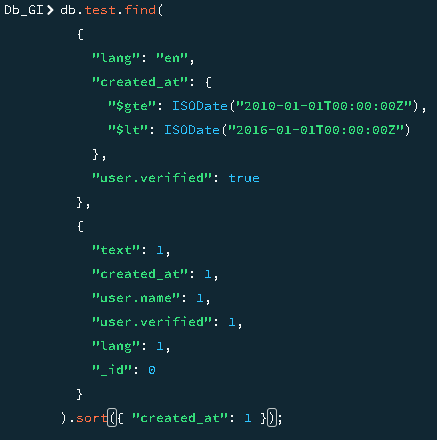 Db_GI> db.test.find(
{
"lang": "en",
"created_at": {
"$gte": ISODate("2010-01-01T00:00:00Z"),
"$lt": ISODate("2016-01-01T00:00:00Z")
},
"user.verified": true
},
{
"text": 1,
"created_at": 1,
"user.name": 1,
"user.verified": 1,
"lang": 1,
"_id": 0
}
).sort({ "created_at": 1 });